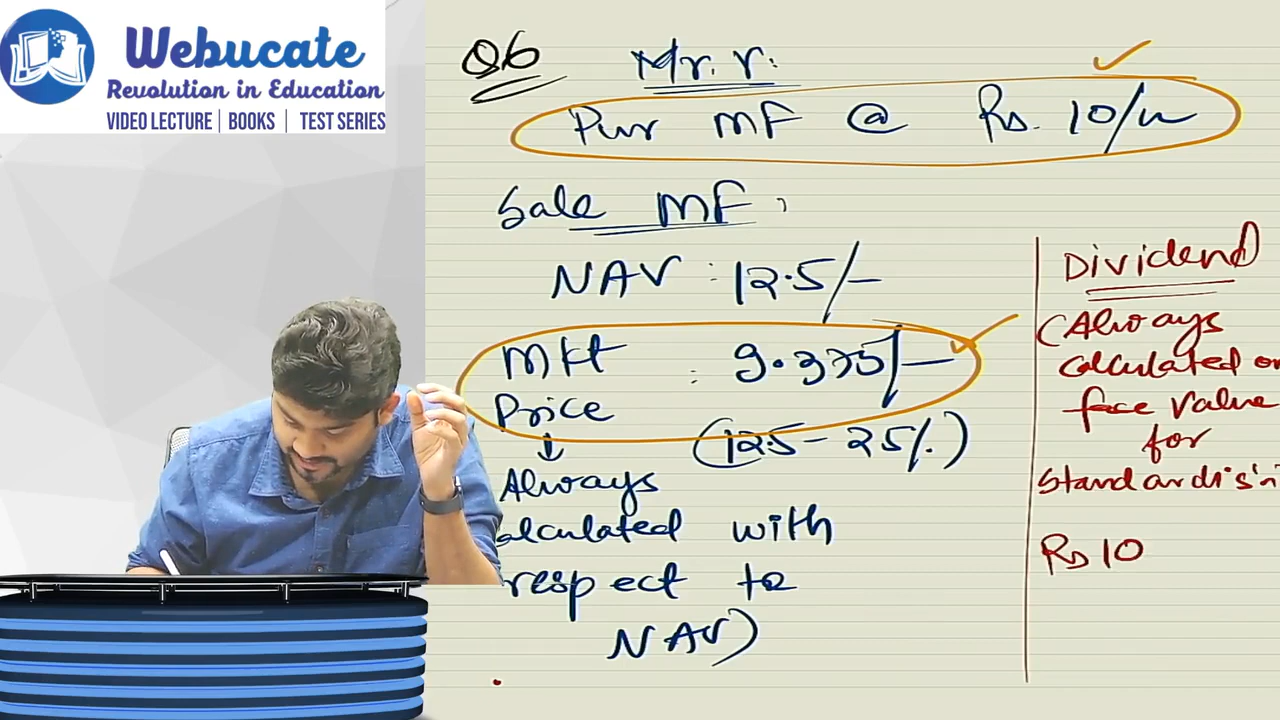 Webucate
Revolution in Education
VIDEO LECTURE | BOOKS | TEST SERIES
Q6
Mr. r:
Pur MF @ Rs. 10/u
Sale MF:
NAV : 12.5/-
Mkt
Price : 9.375/-
(12.5 - 25%)
Always
alculated with
respect to
NAV)
Dividend
(Always
calculated on
face value
for
Standardis'n
Rs 10